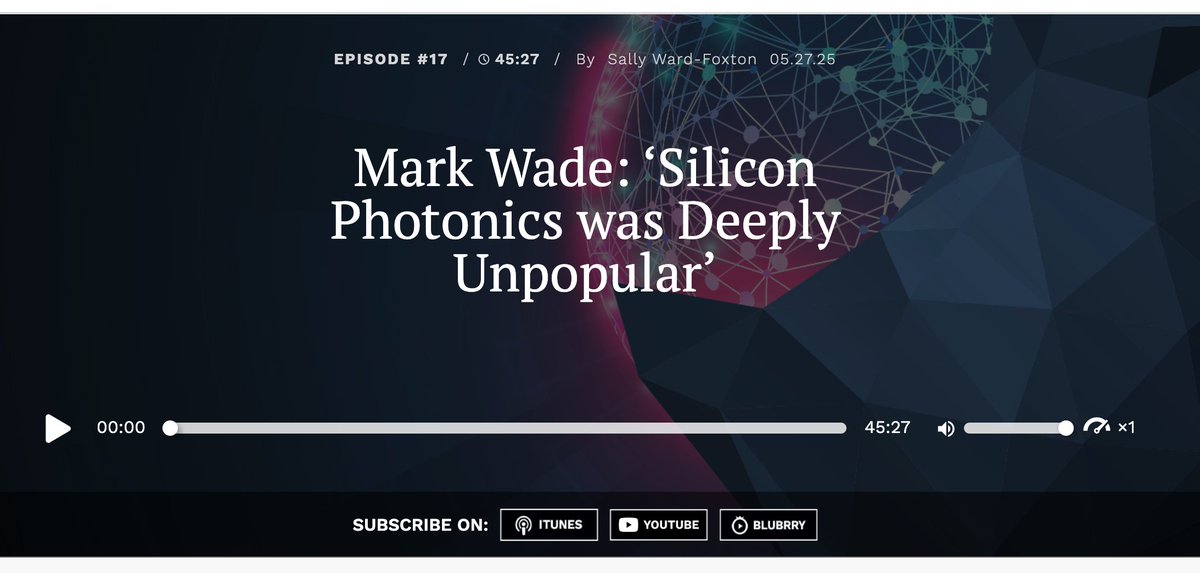 EPISODE #17 / 45:27 / By Sally Ward-Foxton 05.27.25
Mark Wade: ‘Silicon
Photonics was Deeply
Unpopular’
00:00 45:27 ×1
SUBSCRIBE ON: ITUNES YOUTUBE BLUBRRY